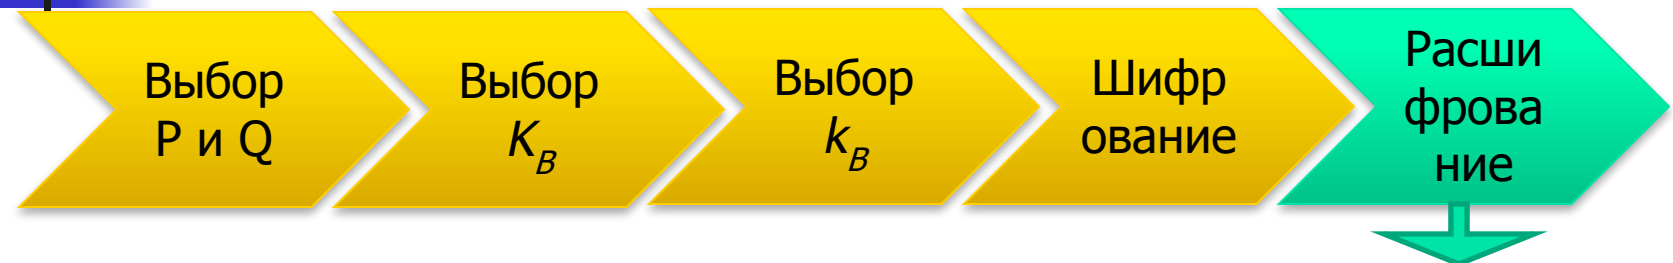 Выбор
P и Q
Выбор
K_B
Выбор
k_B
Шифр
ование
Расши
фрова
ние